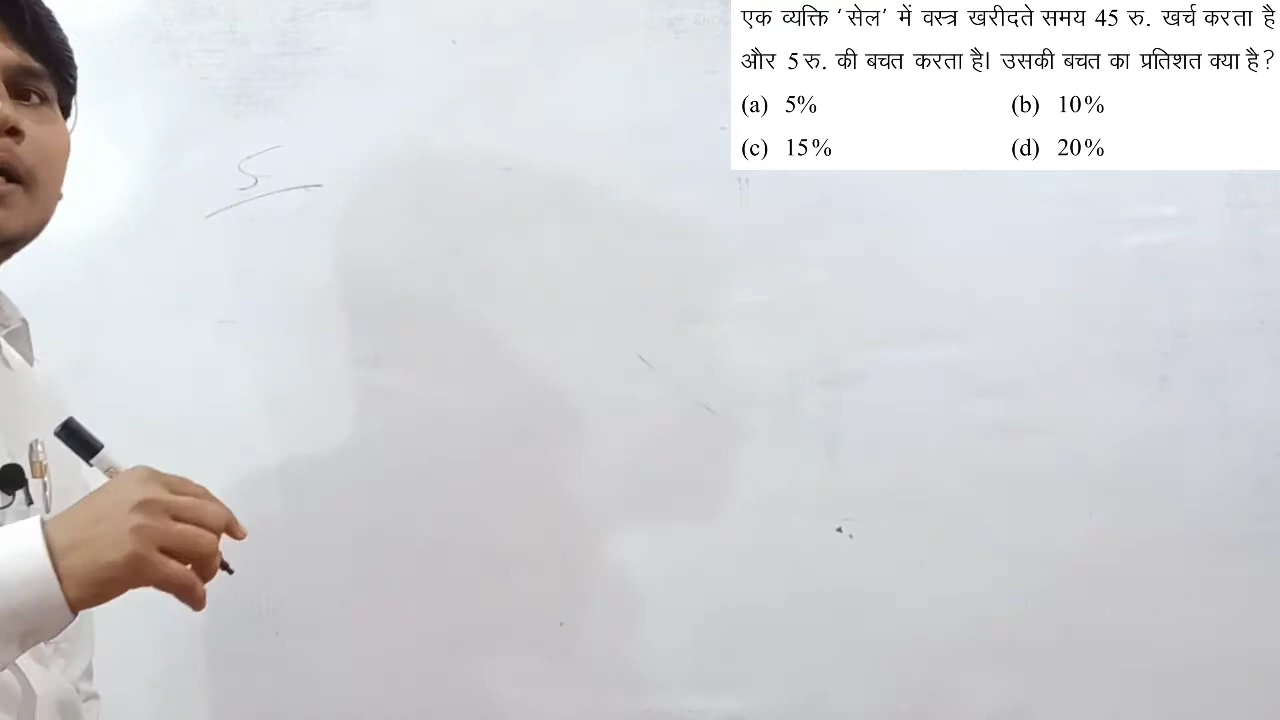 एक व्यक्ति 'सेल' में वस्त्र खरीदते समय 45 रु. खर्च करता है
और 5 रु. की बचत करता है। उसकी बचत का प्रतिशत क्या है?
(a) 5% (b) 10%
(c) 15% (d) 20%
5